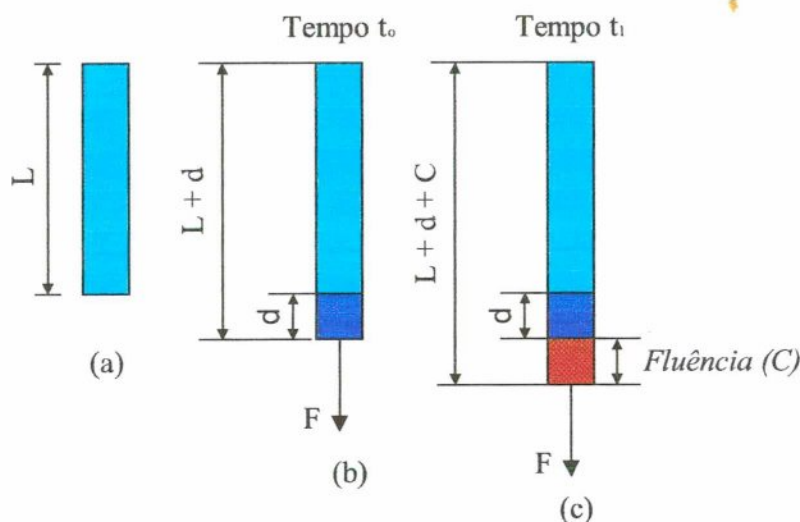 Tempo t₀
Tempo t₁
L
L + d
L + d + C
d
d
Fluência (C)
(a)
F
(b)
F
(c)